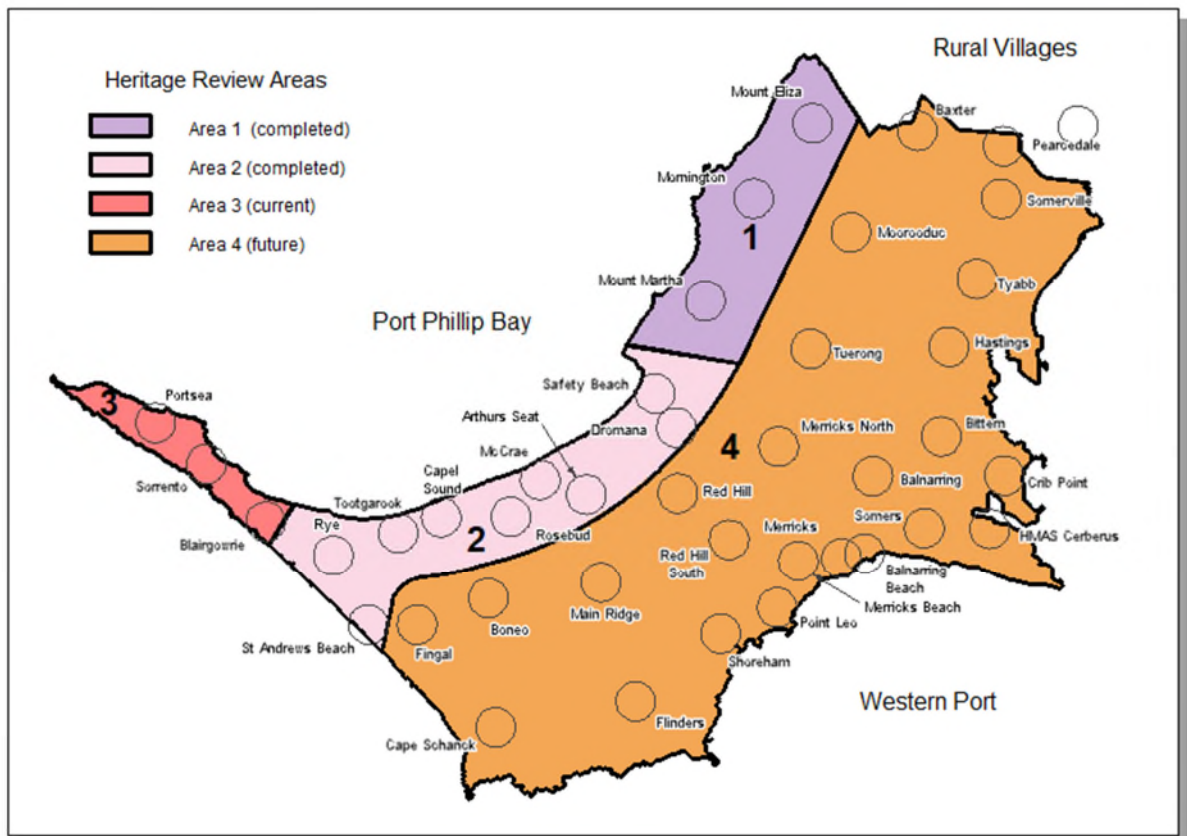 Rural Villages
Heritage Review Areas
Area 1 (completed)
Area 2 (completed)
Area 3 (current)
Area 4 (future)
Mount Eliza
Baxter
Pearcedale
Mornington
Somerville
1
Moorooduc
Mount Martha
Tyabb
Port Phillip Bay
Tuerong
Hastings
Safety Beach
Portsea
3
Arthurs Seat
Dromana
Merricks North
Bittern
McCrae
4
Capel
Sound
Sorrento
Tootgarook
Red Hill
Balnarring
Crib Point
Rye
2
Rosebud
Merricks
Somers
HMAS Cerberus
Blairgowrie
Red Hill
South
Balnarring
Beach
Main Ridge
Merricks Beach
Boneo
Point Leo
St Andrews Beach
Fingal
Shoreham
Western Port
Flinders
Cape Schanck